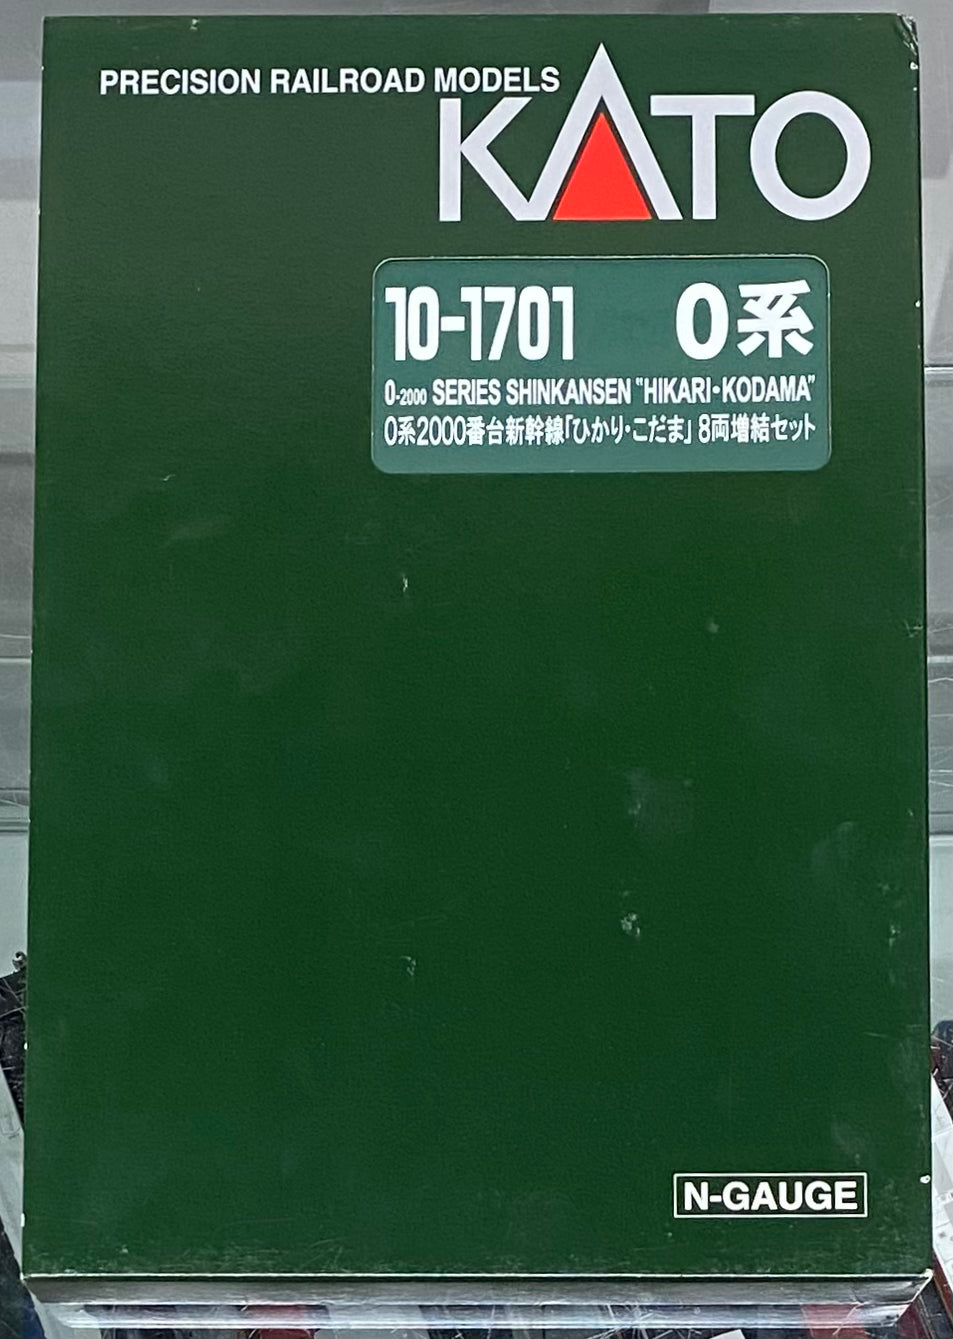 PRECISION RAILROAD MODELS
KATO
10-1701 0系
0-2000 SERIES SHINKANSEN "HIKARI・KODAMA"
0系2000番台新幹線「ひかり・こだま」 8両増結セット
N-GAUGE